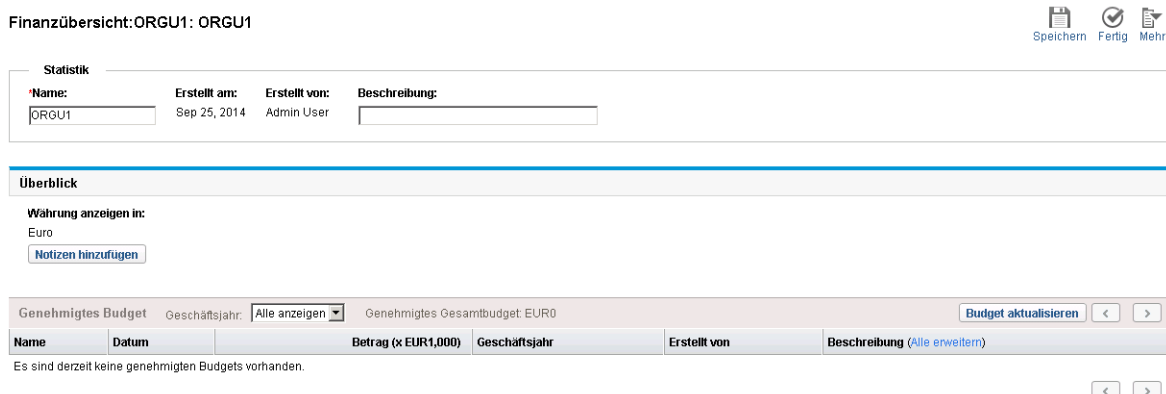 Finanzübersicht:ORGU1: ORGU1
Speichern Fertig Mehr
Statistik
*Name: Erstellt am: Erstellt von: Beschreibung:
ORGU1 Sep 25, 2014 Admin User
Überblick
Währung anzeigen in:
Euro
Notizen hinzufügen
Genehmigtes Budget Geschäftsjahr: Alle anzeigen Genehmigtes Gesamtbudget: EUR0 Budget aktualisieren < >
Name Datum Betrag (x EUR1,000) Geschäftsjahr Erstellt von Beschreibung (Alle erweitern)
Es sind derzeit keine genehmigten Budgets vorhanden.
< >